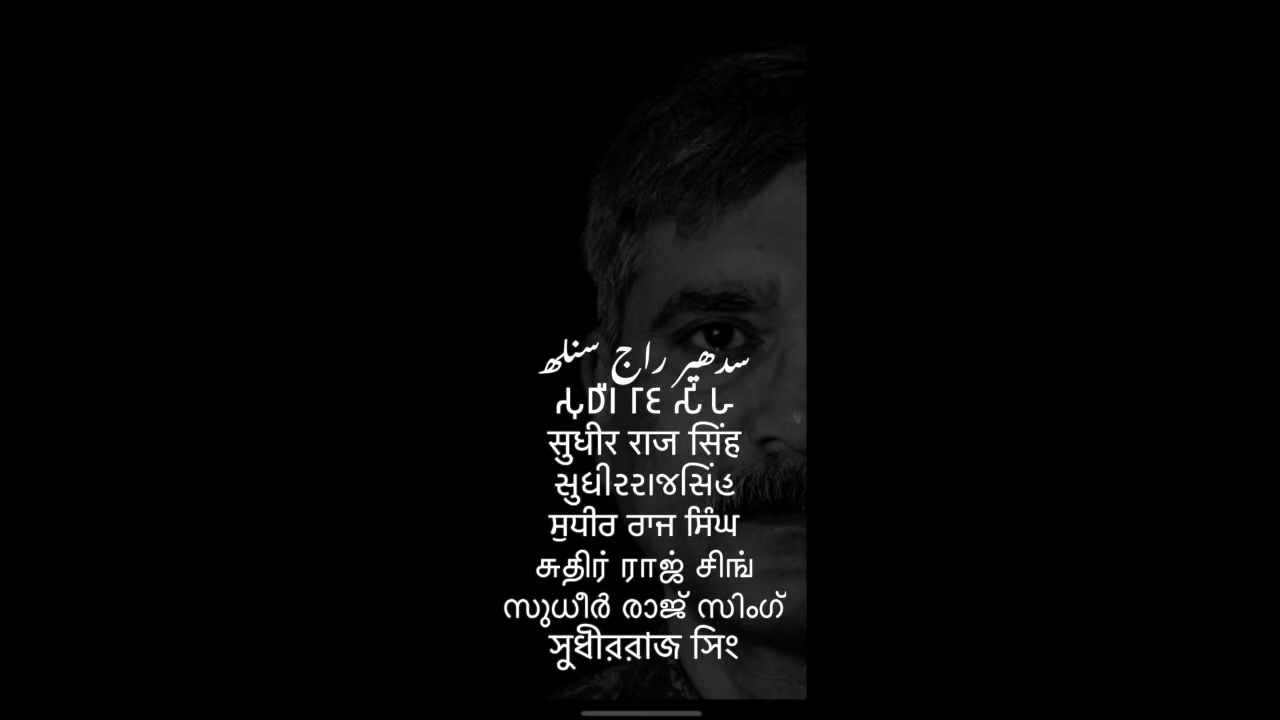 سدھیر راج سنلھ
𑀲𑀼𑀥𑀻𑀭 𑀭𑀸𑀚 𑀲𑀺𑀁𑀳
सुधीर राज सिंह
સુધીરરાજસિંહ
ਸੁਧੀਰ ਰਾਜ ਸਿੰਘ
சுதிர் ராஜ் சிங்
സുധീർ രാജ് സിംഗ്
সুধীররাজ সিং